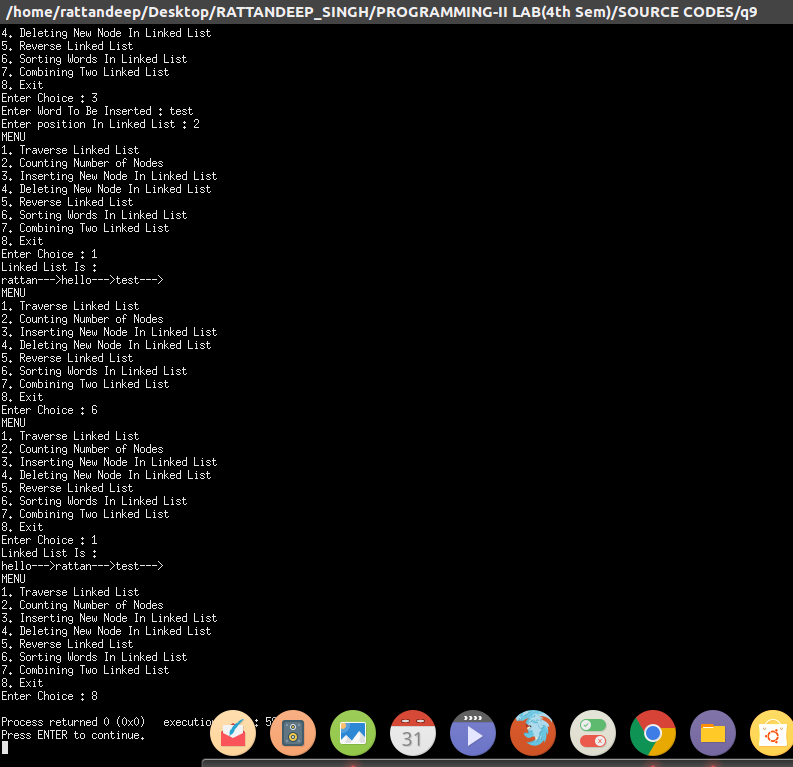 /home/rattandeep/Desktop/RATTANDEEP_SINGH/PROGRAMMING-II LAB(4th Sem)/SOURCE CODES/q9
4. Deleting New Node In Linked List
5. Reverse Linked List
6. Sorting Words In Linked List
7. Combining Two Linked List
8. Exit
Enter Choice : 3
Enter Word To Be Inserted : test
Enter position In Linked List : 2
MENU
1. Traverse Linked List
2. Counting Number of Nodes
3. Inserting New Node In Linked List
4. Deleting New Node In Linked List
5. Reverse Linked List
6. Sorting Words In Linked List
7. Combining Two Linked List
8. Exit
Enter Choice : 1
Linked List Is :
rattan--->hello--->test--->
MENU
1. Traverse Linked List
2. Counting Number of Nodes
3. Inserting New Node In Linked List
4. Deleting New Node In Linked List
5. Reverse Linked List
6. Sorting Words In Linked List
7. Combining Two Linked List
8. Exit
Enter Choice : 6
MENU
1. Traverse Linked List
2. Counting Number of Nodes
3. Inserting New Node In Linked List
4. Deleting New Node In Linked List
5. Reverse Linked List
6. Sorting Words In Linked List
7. Combining Two Linked List
8. Exit
Enter Choice : 1
Linked List Is :
hello--->rattan--->test--->
MENU
1. Traverse Linked List
2. Counting Number of Nodes
3. Inserting New Node In Linked List
4. Deleting New Node In Linked List
5. Reverse Linked List
6. Sorting Words In Linked List
7. Combining Two Linked List
8. Exit
Enter Choice : 8
Process returned 0 (0x0) execution :
Press ENTER to continue.
31